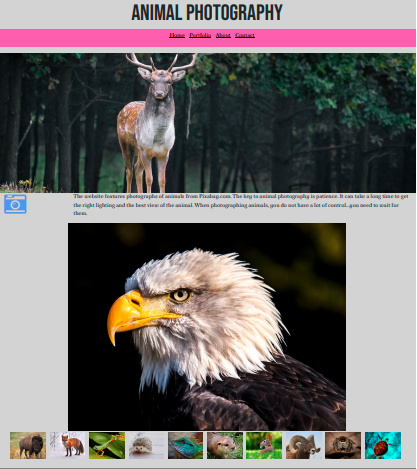 ANIMAL PHOTOGRAPHY
Home Portfolio About Contact
The website features photographs of animals from Pixabay.com. The key to animal photography is patience. It can take a long time to get
the right lighting and the best view of the animal. When photographing animals, you do not have a lot of control...you need to wait for
them.